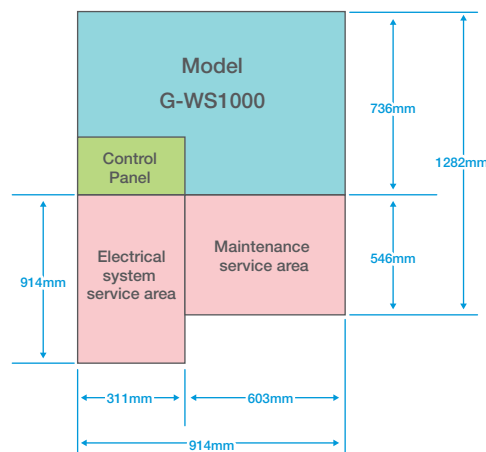 Model
G-WS1000
736mm
1282mm
Control
Panel
Electrical
system
service area
Maintenance
service area
546mm
914mm
311mm
603mm
914mm